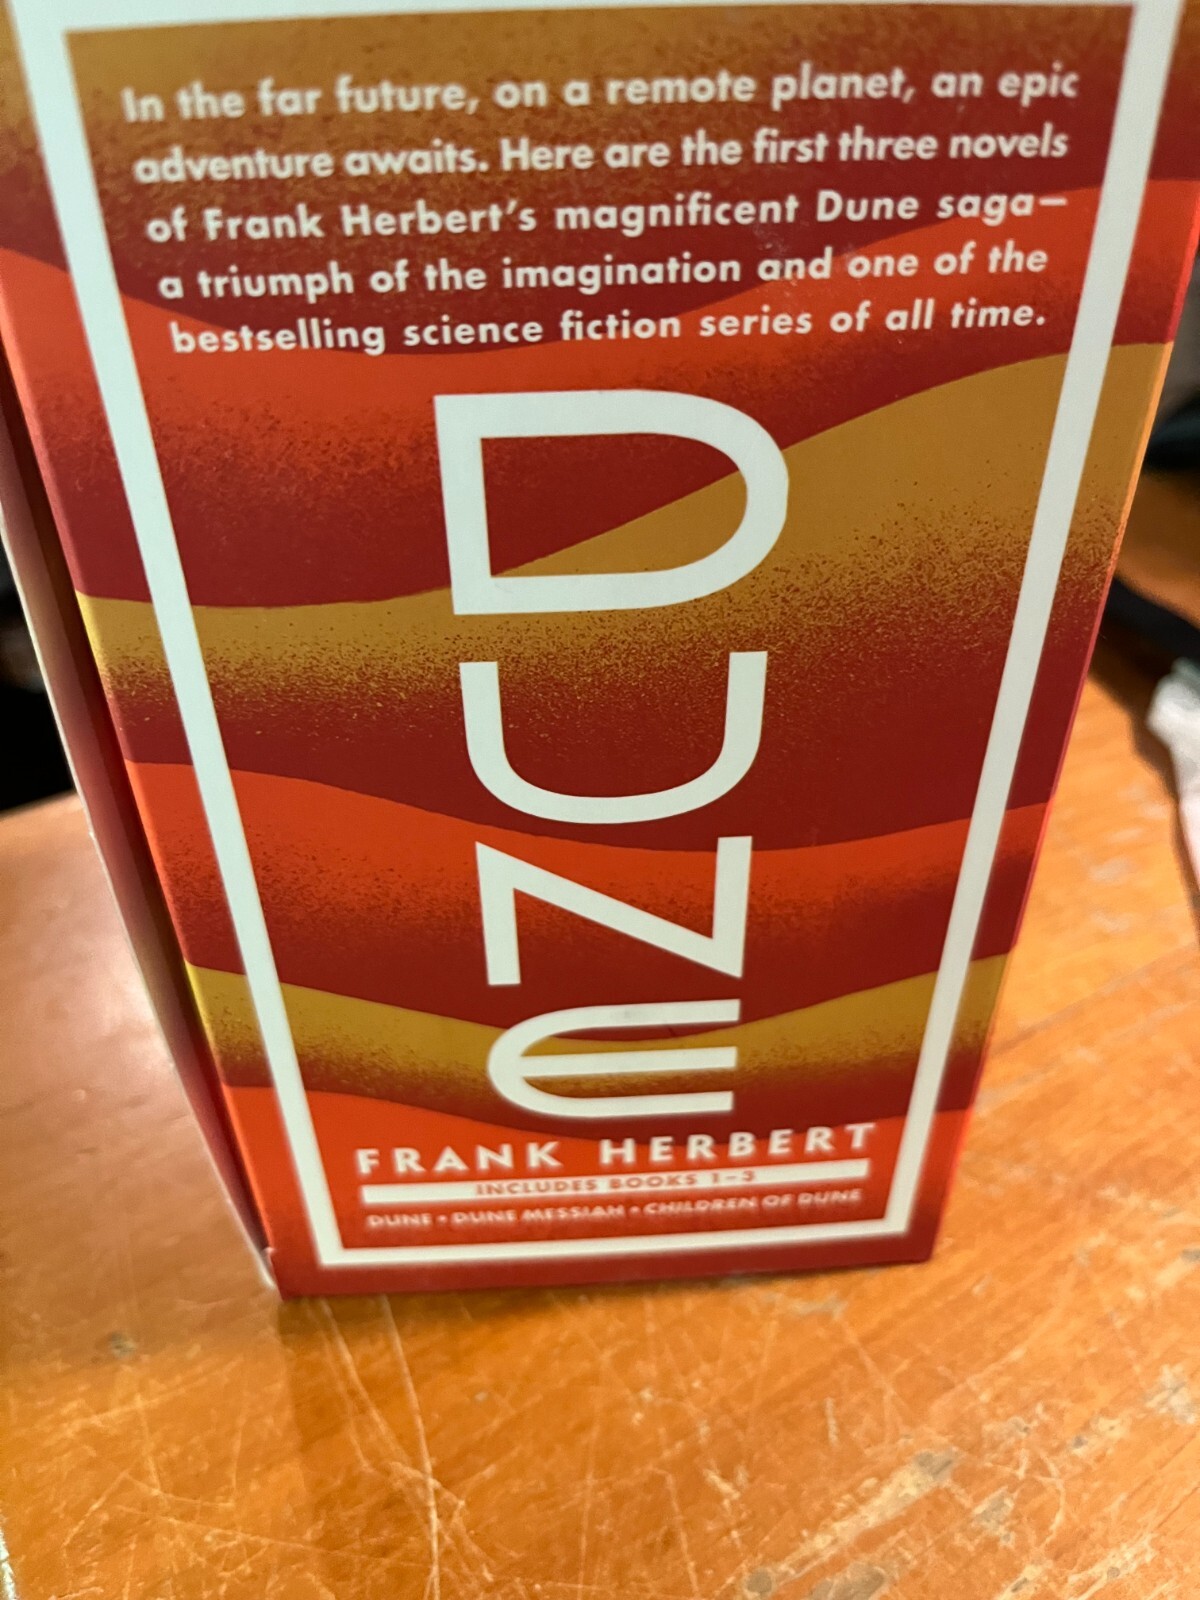 In the far future, on a remote planet, an epic
adventure awaits. Here are the first three novels
of Frank Herbert's magnificent Dune saga—
a triumph of the imagination and one of the
bestselling science fiction series of all time.
DUNE
FRANK HERBERT
INCLUDES BOOKS 1–3
DUNE • DUNE MESSIAH • CHILDREN OF DUNE